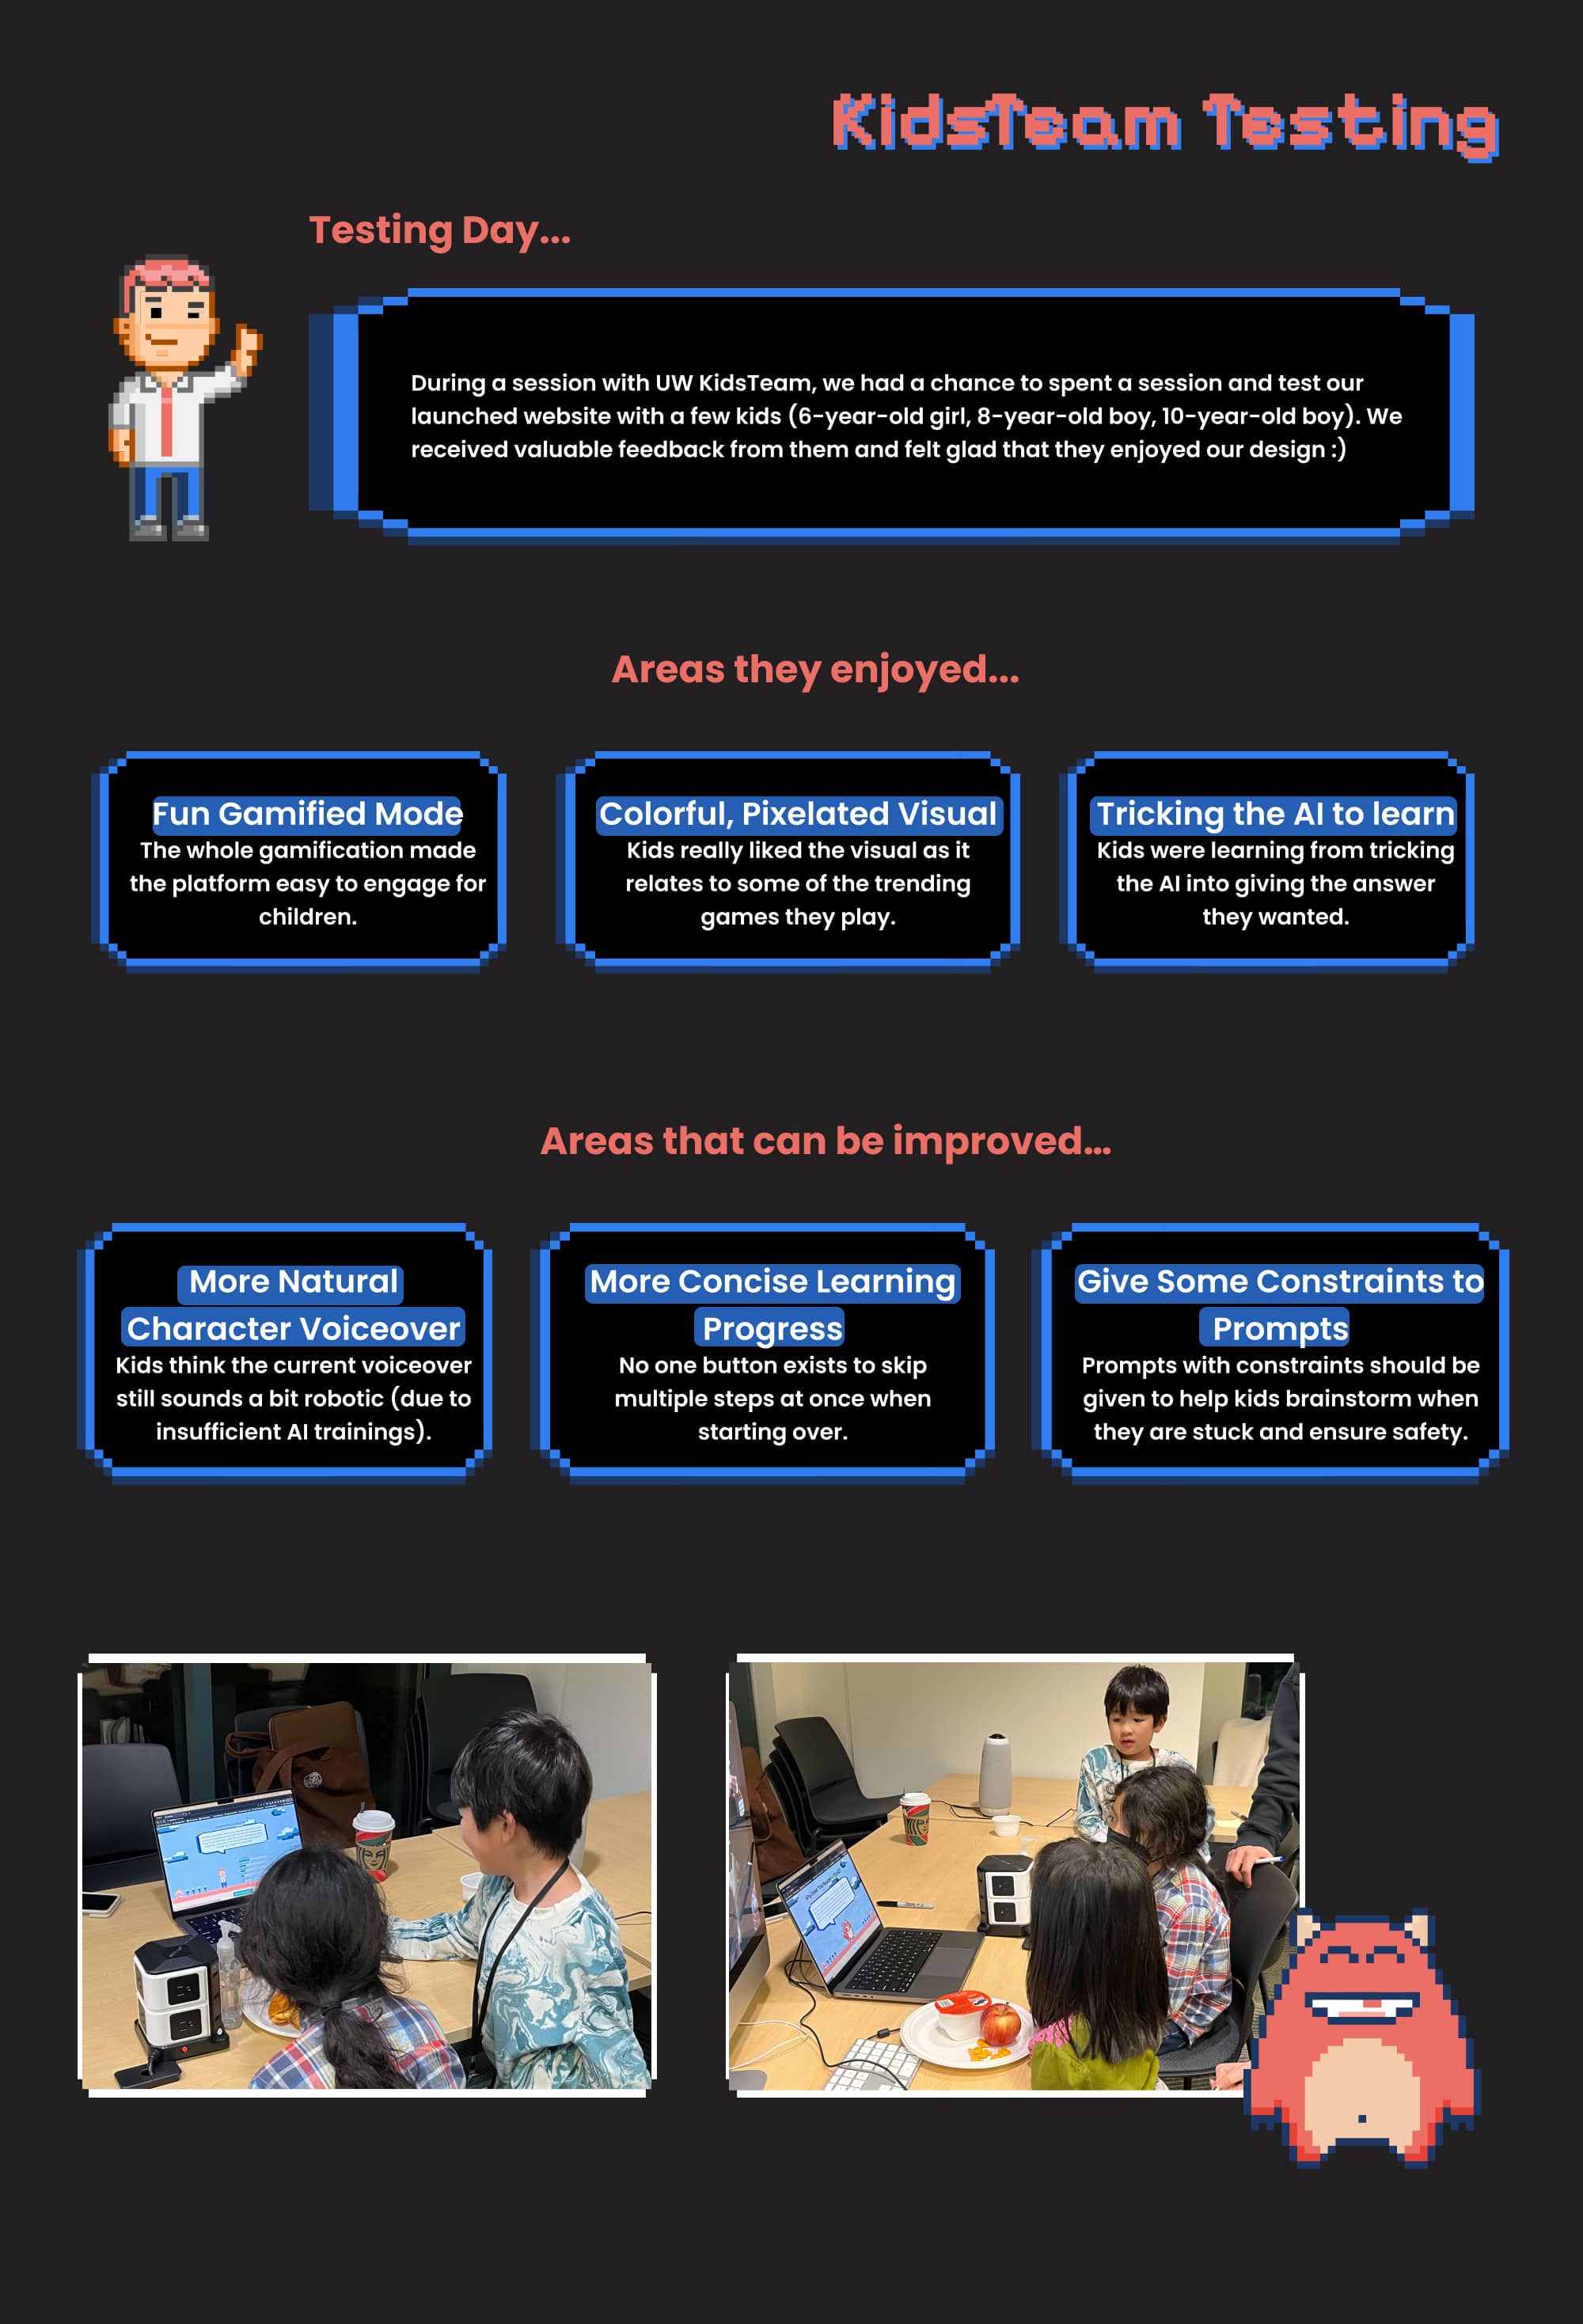 KidsTeam Testing
Testing Day...
During a session with UW KidsTeam, we had a chance to spent a session and test our
launched website with a few kids (6-year-old girl, 8-year-old boy, 10-year-old boy). We
received valuable feedback from them and felt glad that they enjoyed our design :)
Areas they enjoyed...
Fun Gamified Mode
The whole gamification made
the platform easy to engage for
children.
Colorful, Pixelated Visual
Kids really liked the visual as it
relates to some of the trending
games they play.
Tricking the AI to learn
Kids were learning from tricking
the AI into giving the answer
they wanted.
Areas that can be improved...
More Natural
Character Voiceover
Kids think the current voiceover
still sounds a bit robotic (due to
insufficient AI trainings).
More Concise Learning
Progress
No one button exists to skip
multiple steps at once when
starting over.
Give Some Constraints to
Prompts
Prompts with constraints should be
given to help kids brainstorm when
they are stuck and ensure safety.